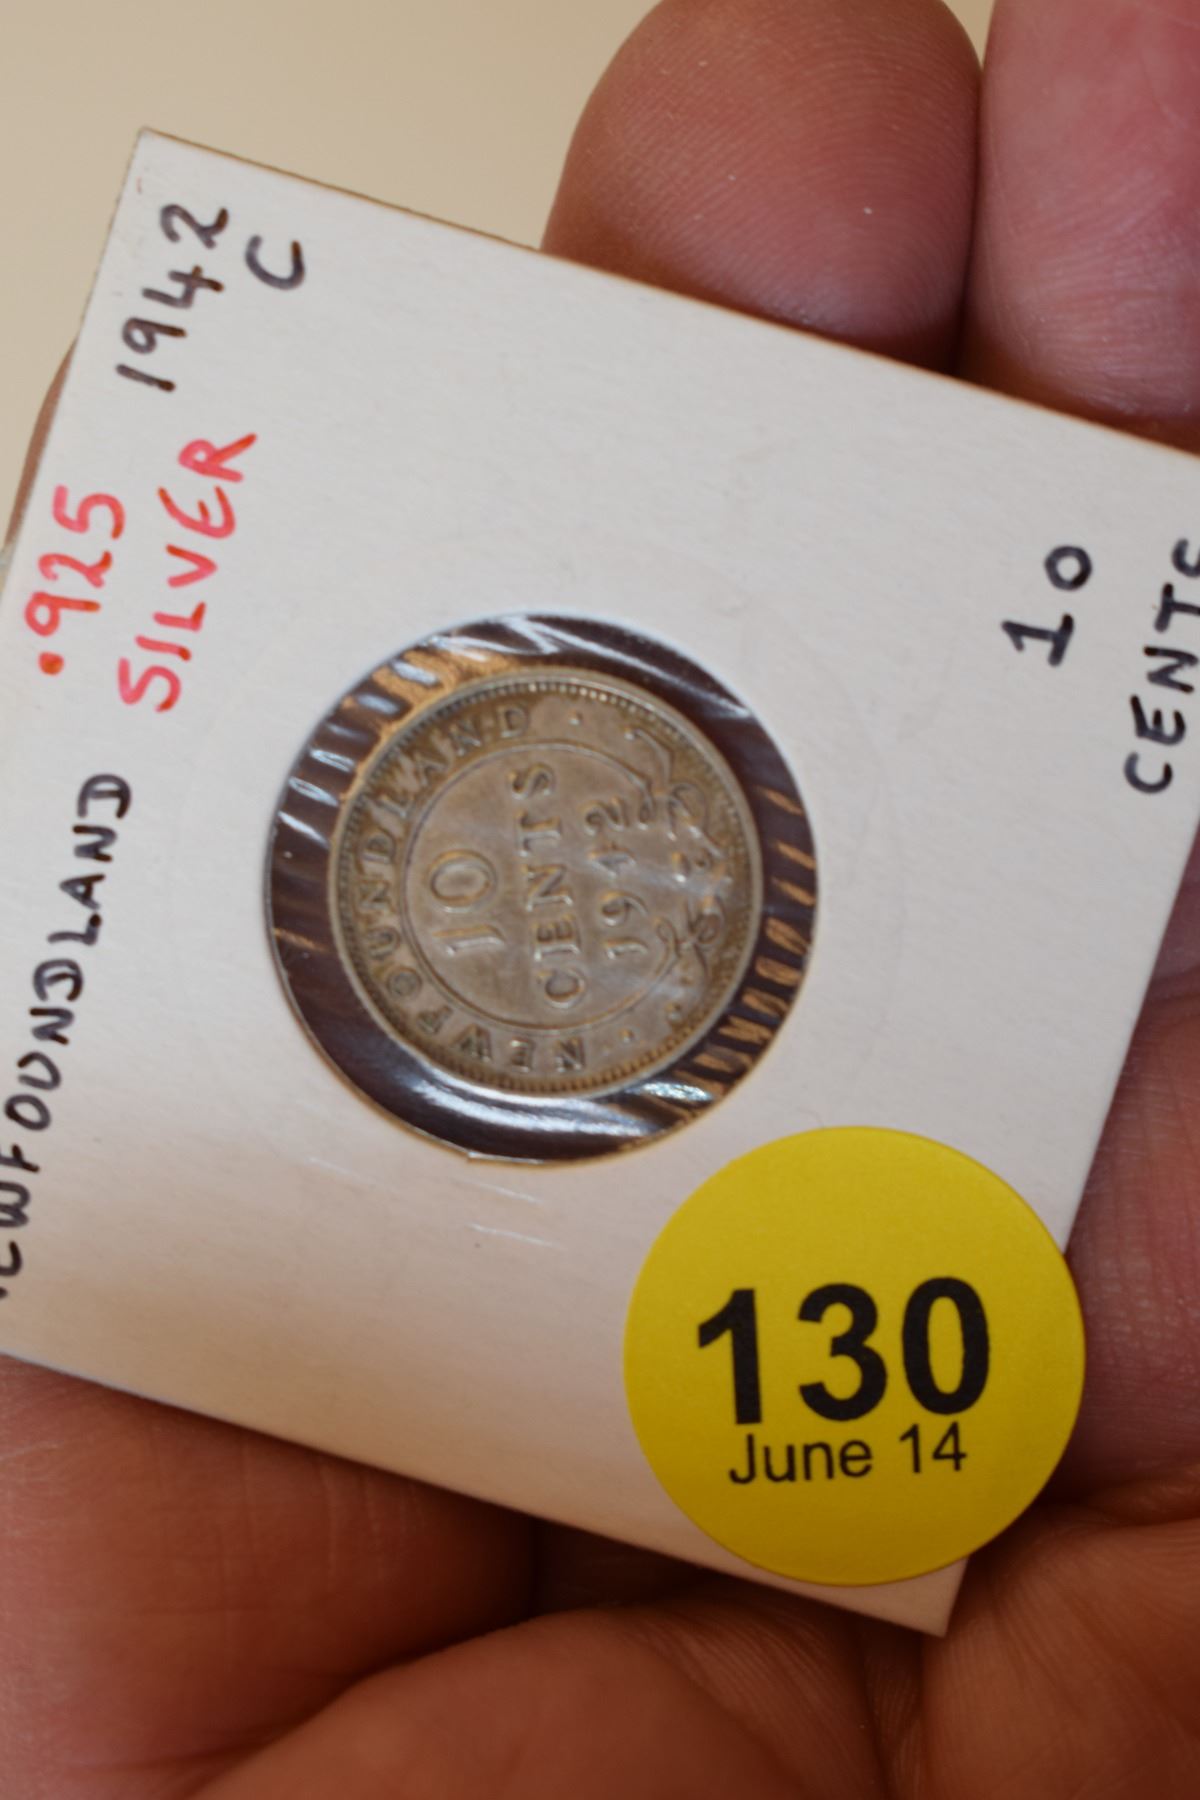 NEWFOUNDLAND
.925
SILVER
1942
C
10
CENTS
NEWFOUNDLAND
10
CENTS
1942
130
June 14